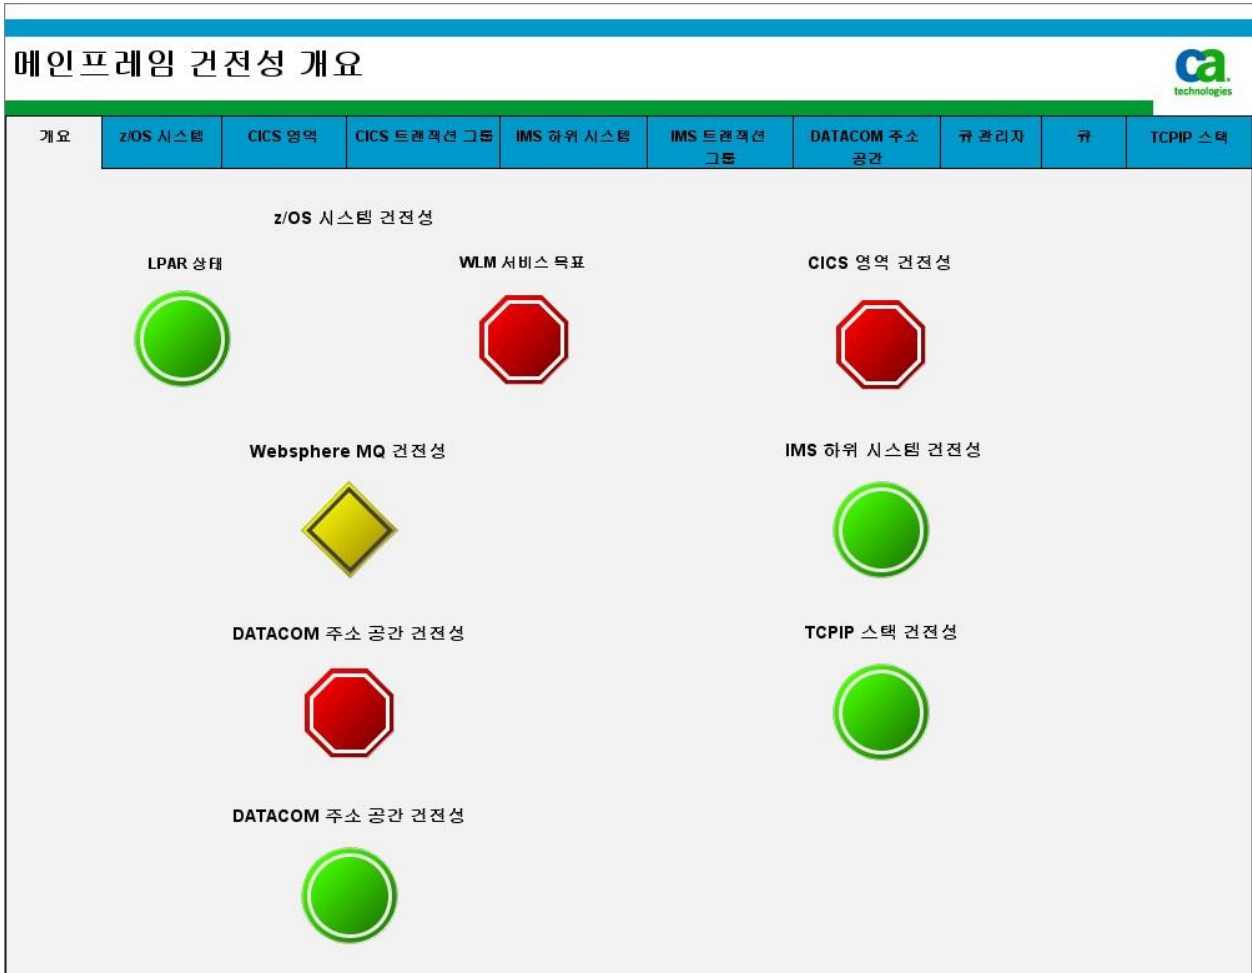 메인프레임 건전성 개요
ca.
technologies
개요
z/OS 시스템
CICS 영역
CICS 트랜잭션 그룹
IMS 하위 시스템
IMS 트랜잭션
그룹
DATACOM 주소
공간
큐 관리자
큐
TCPIP 스택
z/OS 시스템 건전성
LPAR 상태
WLM 서비스 목표
CICS 영역 건전성
Websphere MQ 건전성
IMS 하위 시스템 건전성
DATACOM 주소 공간 건전성
TCPIP 스택 건전성
DATACOM 주소 공간 건전성